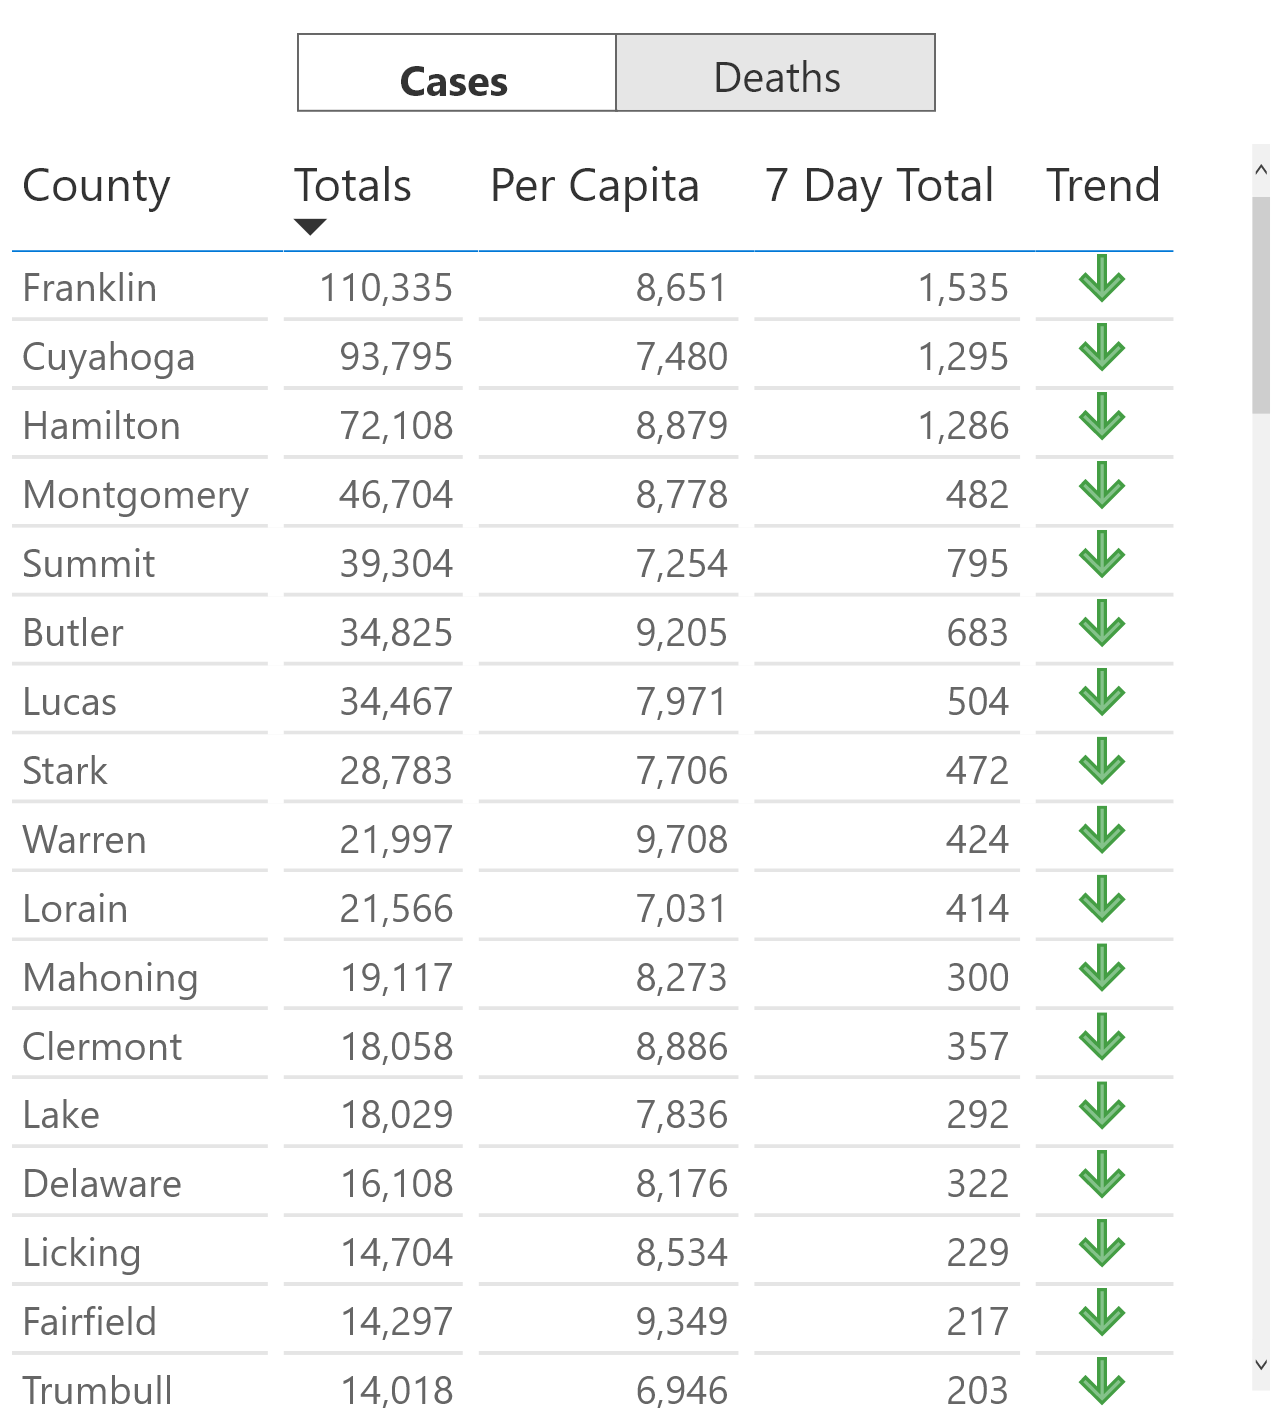 Cases Deaths
County Totals Per Capita 7 Day Total Trend
Franklin 110,335 8,651 1,535
Cuyahoga 93,795 7,480 1,295
Hamilton 72,108 8,879 1,286
Montgomery 46,704 8,778 482
Summit 39,304 7,254 795
Butler 34,825 9,205 683
Lucas 34,467 7,971 504
Stark 28,783 7,706 472
Warren 21,997 9,708 424
Lorain 21,566 7,031 414
Mahoning 19,117 8,273 300
Clermont 18,058 8,886 357
Lake 18,029 7,836 292
Delaware 16,108 8,176 322
Licking 14,704 8,534 229
Fairfield 14,297 9,349 217
Trumbull 14,018 6,946 203